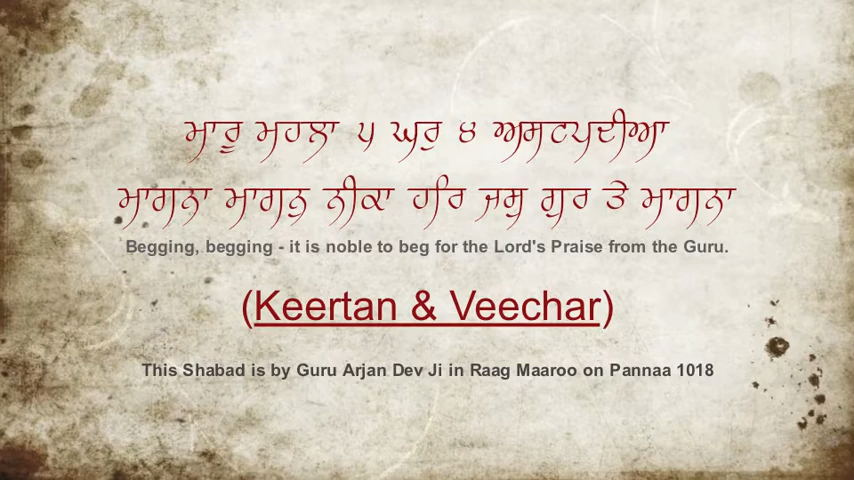 ਮਾਰੂ ਮਹਲਾ ੫ ਘਰੁ ੪ ਅਸਟਪਦੀਆ
ਮਾਗਨਾ ਮਾਗਨੁ ਨੀਕਾ ਹਰਿ ਜਸੁ ਗੁਰ ਤੇ ਮਾਗਨਾ
Begging, begging - it is noble to beg for the Lord's Praise from the Guru.
(Keertan & Veechar)
This Shabad is by Guru Arjan Dev Ji in Raag Maaroo on Pannaa 1018